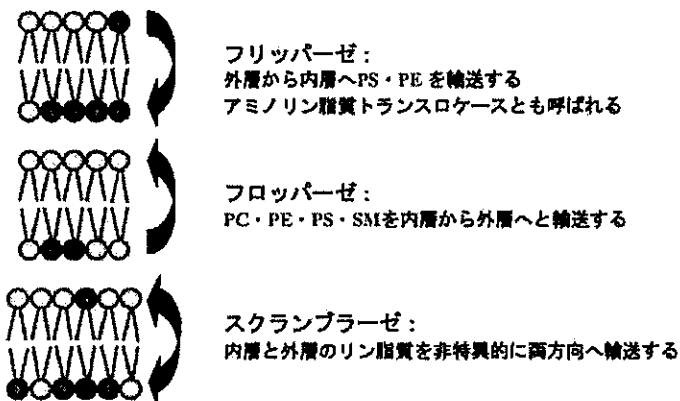 フリッパーゼ：
外層から内層へPS・PE を輸送する
アミノリン脂質トランスロケースとも呼ばれる
フロッパーゼ：
PC・PE・PS・SMを内層から外層へと輸送する
スクランブラーゼ：
内層と外層のリン脂質を非特異的に両方向へ輸送する